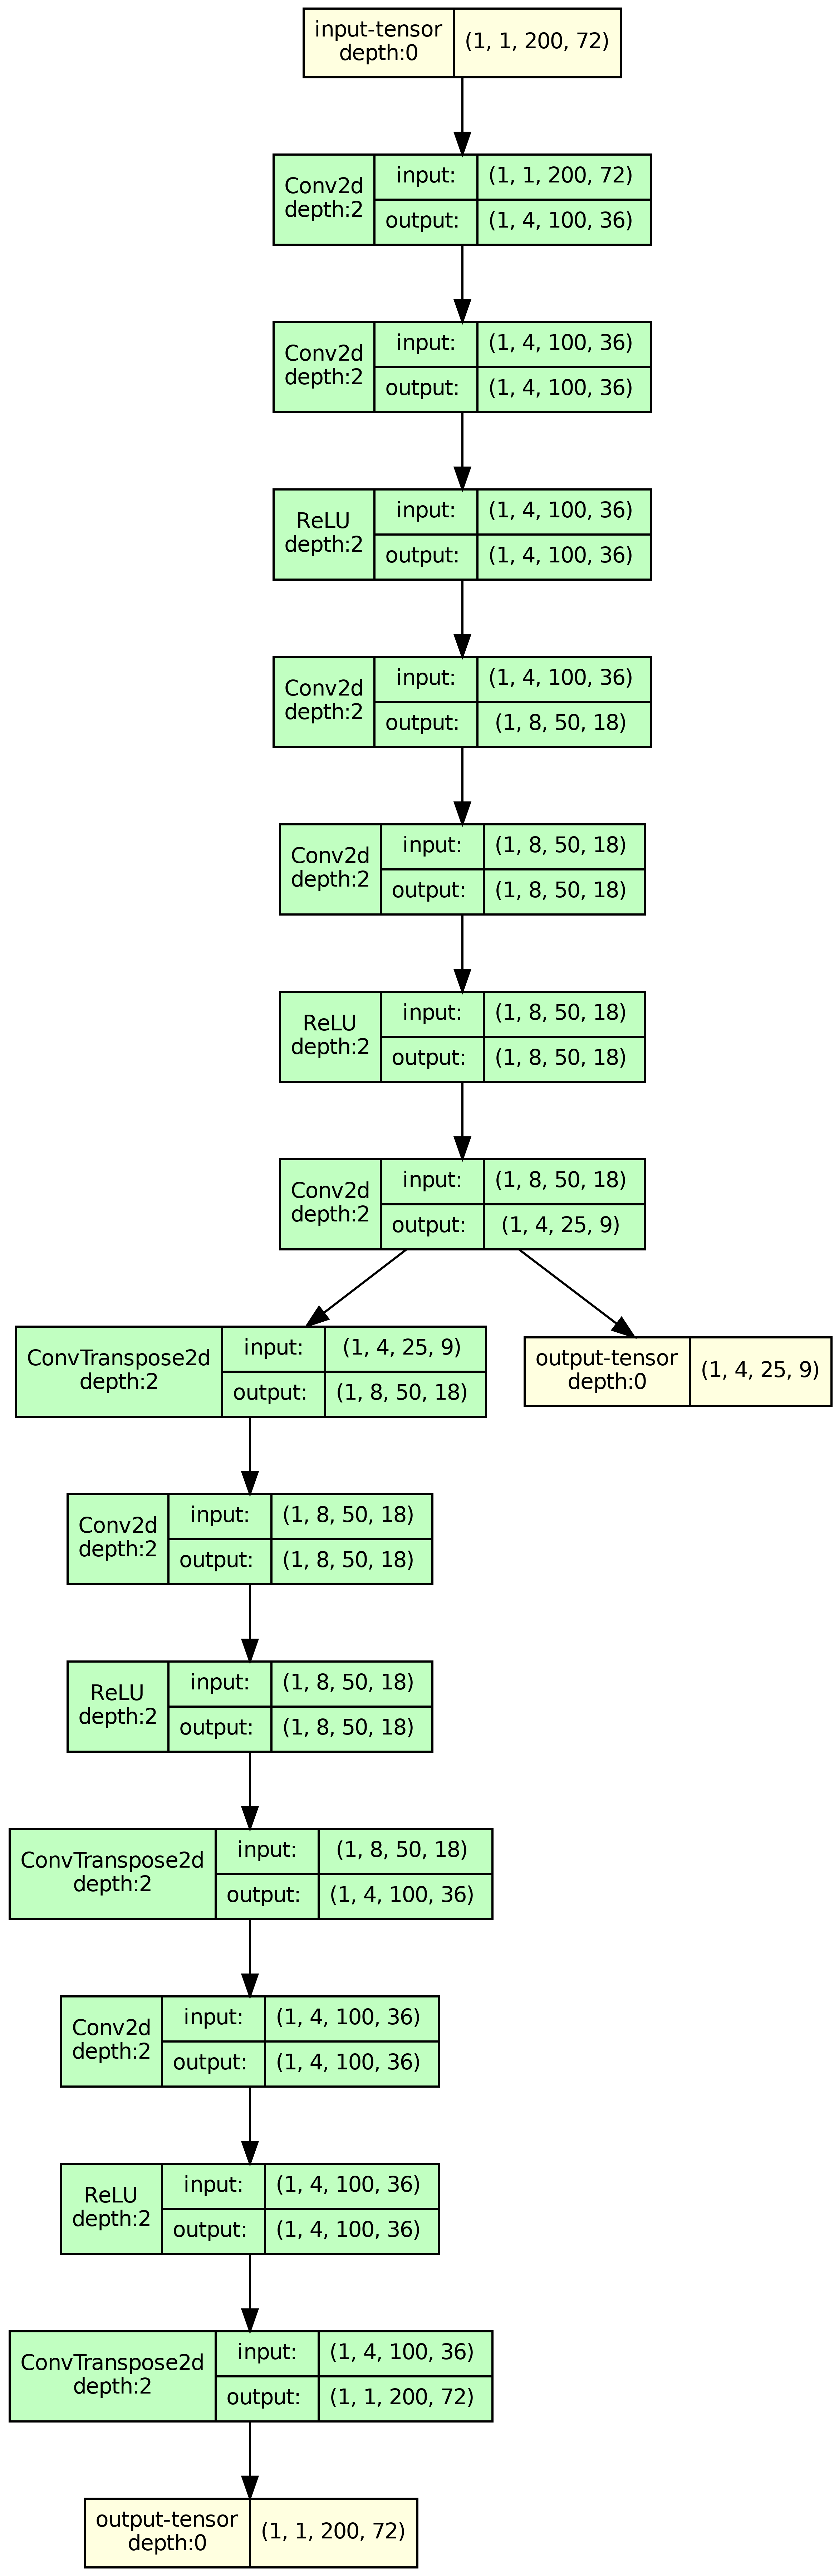 input-tensor
depth:0
(1, 1, 200, 72)
Conv2d
depth:2
input:
(1, 1, 200, 72)
output:
(1, 4, 100, 36)
Conv2d
depth:2
input:
(1, 4, 100, 36)
output:
(1, 4, 100, 36)
ReLU
depth:2
input:
(1, 4, 100, 36)
output:
(1, 4, 100, 36)
Conv2d
depth:2
input:
(1, 4, 100, 36)
output:
(1, 8, 50, 18)
Conv2d
depth:2
input:
(1, 8, 50, 18)
output:
(1, 8, 50, 18)
ReLU
depth:2
input:
(1, 8, 50, 18)
output:
(1, 8, 50, 18)
Conv2d
depth:2
input:
(1, 8, 50, 18)
output:
(1, 4, 25, 9)
ConvTranspose2d
depth:2
input:
(1, 4, 25, 9)
output:
(1, 8, 50, 18)
output-tensor
depth:0
(1, 4, 25, 9)
Conv2d
depth:2
input:
(1, 8, 50, 18)
output:
(1, 8, 50, 18)
ReLU
depth:2
input:
(1, 8, 50, 18)
output:
(1, 8, 50, 18)
ConvTranspose2d
depth:2
input:
(1, 8, 50, 18)
output:
(1, 4, 100, 36)
Conv2d
depth:2
input:
(1, 4, 100, 36)
output:
(1, 4, 100, 36)
ReLU
depth:2
input:
(1, 4, 100, 36)
output:
(1, 4, 100, 36)
ConvTranspose2d
depth:2
input:
(1, 4, 100, 36)
output:
(1, 1, 200, 72)
output-tensor
depth:0
(1, 1, 200, 72)